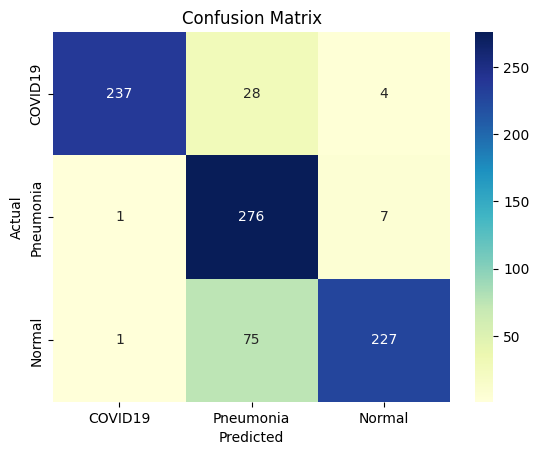 Confusion Matrix
COVID19
237
28
4
Pneumonia
1
276
7
Normal
1
75
227
Actual
COVID19
Pneumonia
Normal
Predicted
250
200
150
100
50